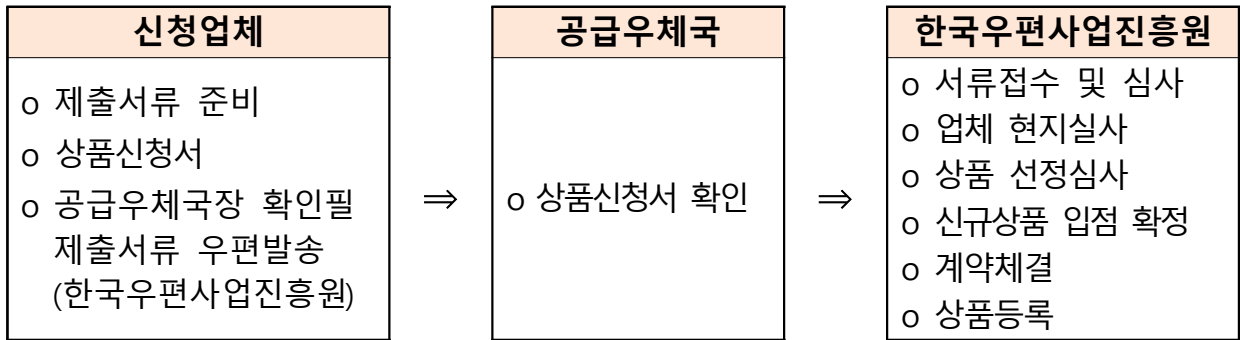 신청업체
o 제출서류 준비
o 상품신청서
o 공급우체국장 확인필
제출서류 우편발송
(한국우편사업진흥원)
⇒
공급우체국
o 상품신청서 확인
⇒
한국우편사업진흥원
o 서류접수 및 심사
o 업체 현지실사
o 상품 선정심사
o 신규상품 입점 확정
o 계약체결
o 상품등록